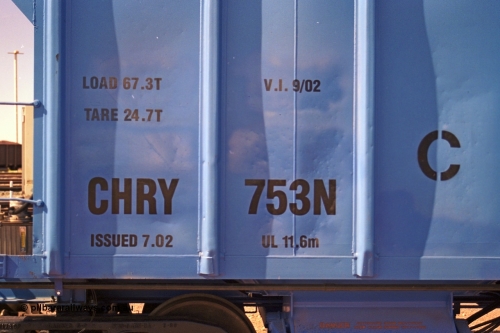 LOAD 67.3T V.I. 9/02
TARE 24.7T
C
CHRY 753N
ISSUED 7.02 UL 11.6m